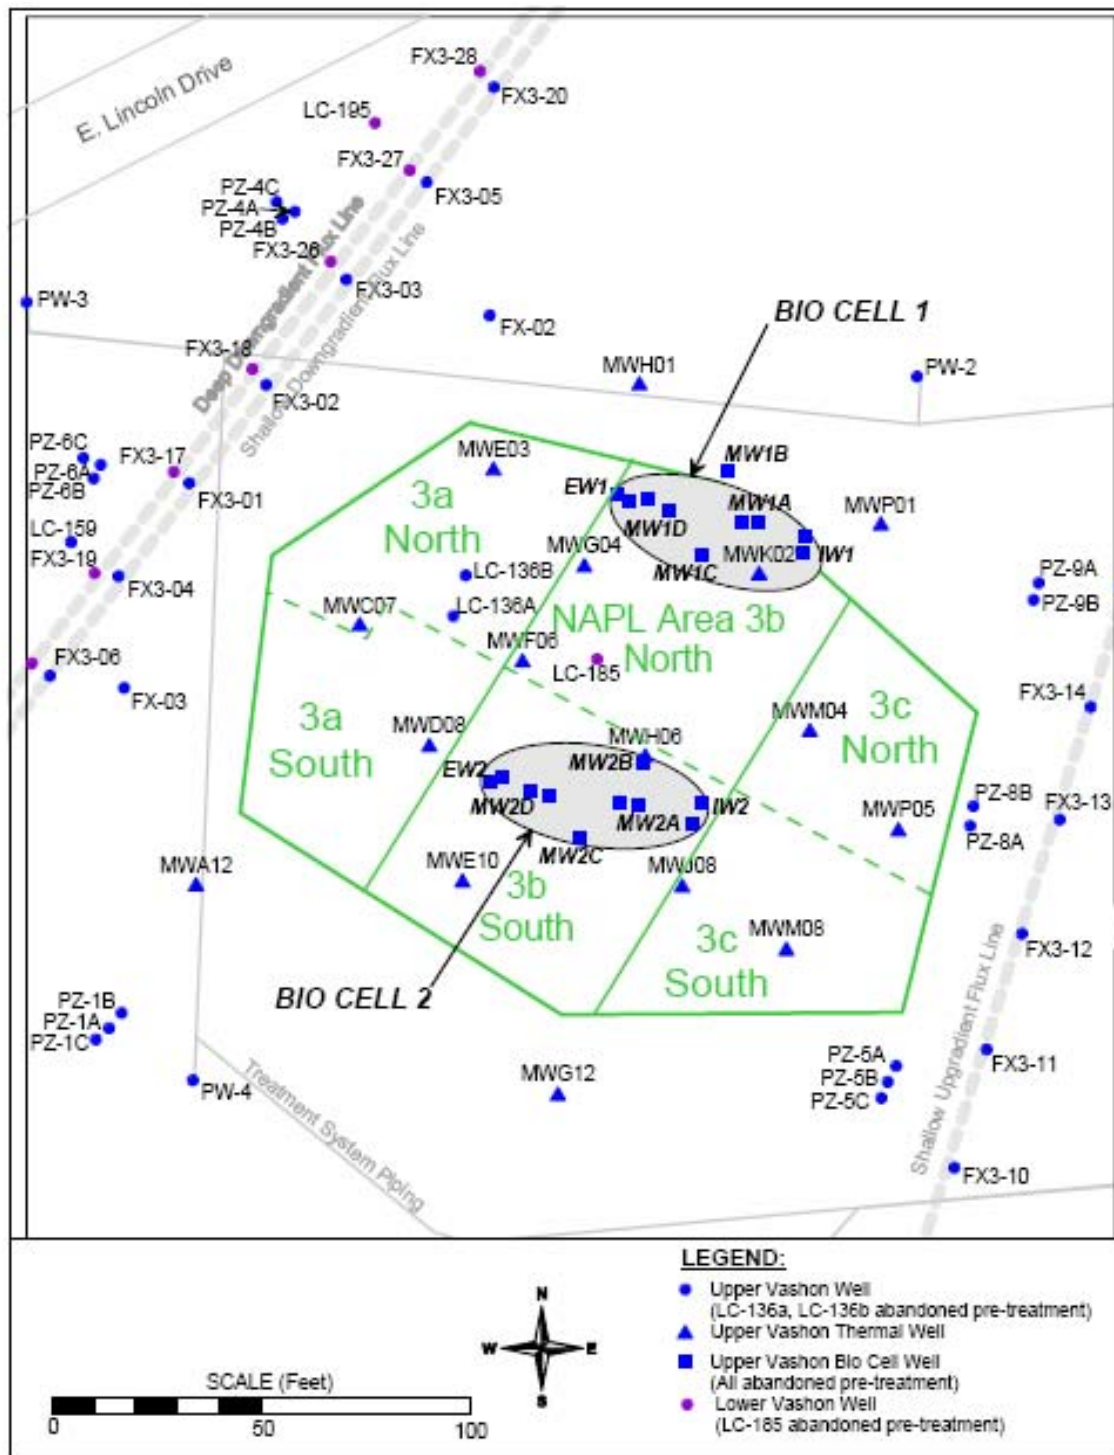 FX3-28
FX3-20
E. Lincoln Drive
LC-195
FX3-27
FX3-05
PZ-4C
PZ-4A
PZ-4B
FX3-26
FX3-03
Deep Downgradient Flux Line
Shallow Downgradient Flux Line
PW-3
FX-02
BIO CELL 1
FX3-18
FX3-02
MWH01
PW-2
PZ-6C
PZ-6A
PZ-6B
FX3-17
FX3-01
MWE03
MW1B
EW1
MW1A
MW1D
MWP01
3a
North
LC-159
FX3-19
FX3-04
MWG04
MW1C
MWK02
IW1
LC-136B
LC-136A
PZ-9A
PZ-9B
MWC07
NAPL Area 3b
North
MWF06
LC-185
FX3-06
FX-03
FX3-14
3a
South
MWD08
MWM04
3c
North
MWH06
MW2B
EW2
MW2D
IW2
MW2A
MW2C
PZ-8B
PZ-8A
FX3-13
MWP05
MWA12
MWE10
MWJ08
3b
South
MWM08
3c
South
FX3-12
BIO CELL 2
PZ-1B
PZ-1A
PZ-1C
PW-4
Treatment System Piping
MWG12
PZ-5A
PZ-5B
PZ-5C
FX3-11
Shallow Upgradient Flux Line
FX3-10
LEGEND:
Upper Vashon Well
(LC-136a, LC-136b abandoned pre-treatment)
Upper Vashon Thermal Well
Upper Vashon Bio Cell Well
(All abandoned pre-treatment)
Lower Vashon Well
(LC-185 abandoned pre-treatment)
N
W E
S
SCALE (Feet)
0 50 100